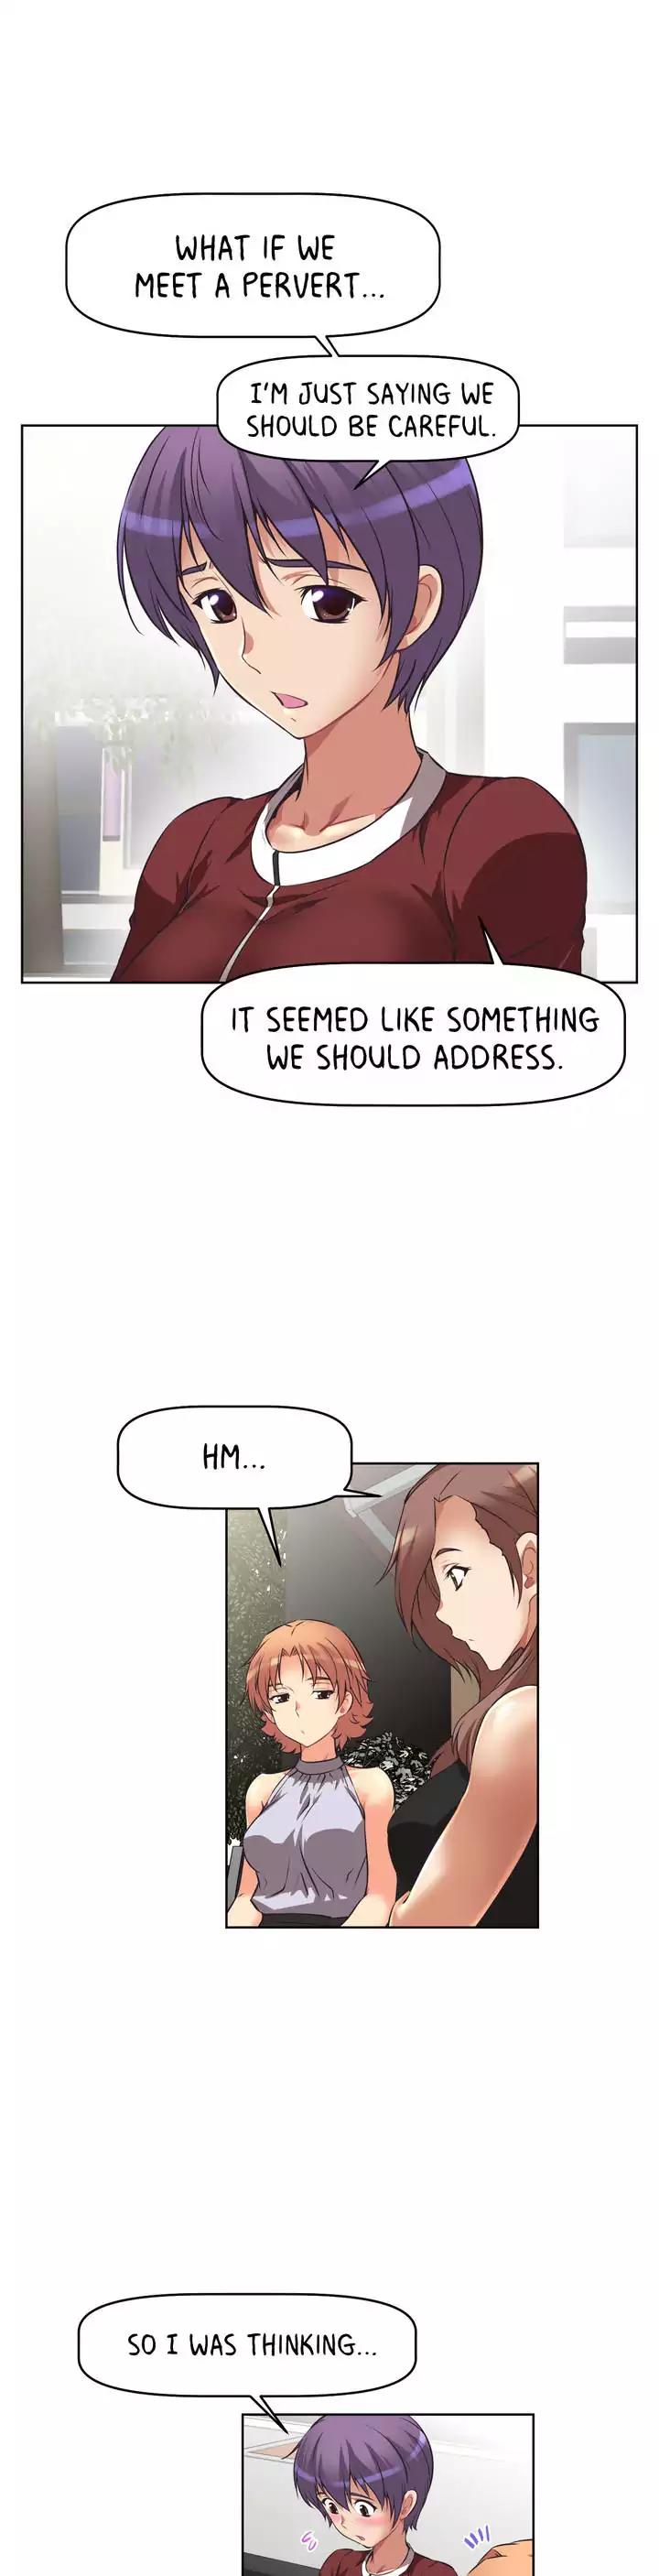 WHAT IF WE
MEET A PERVERT...
I'M JUST SAYING WE
SHOULD BE CAREFUL.
IT SEEMED LIKE SOMETHING
WE SHOULD ADDRESS.
HM...
SO I WAS THINKING...